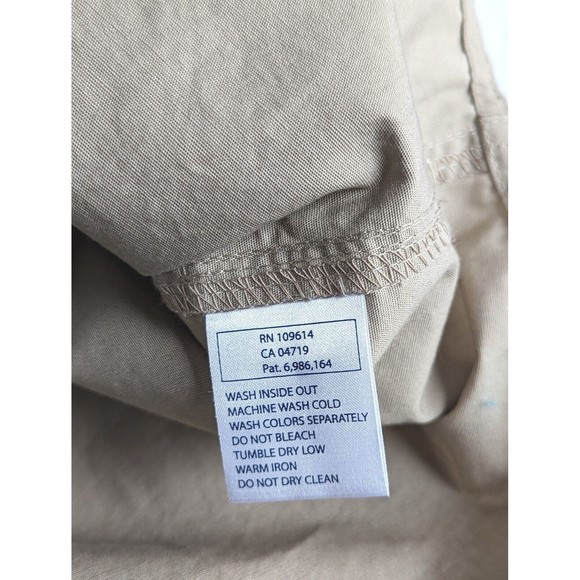 RN 109614
CA 04719
Pat. 6,986,164
WASH INSIDE OUT
MACHINE WASH COLD
WASH COLORS SEPARATELY
DO NOT BLEACH
TUMBLE DRY LOW
WARM IRON
DO NOT DRY CLEAN